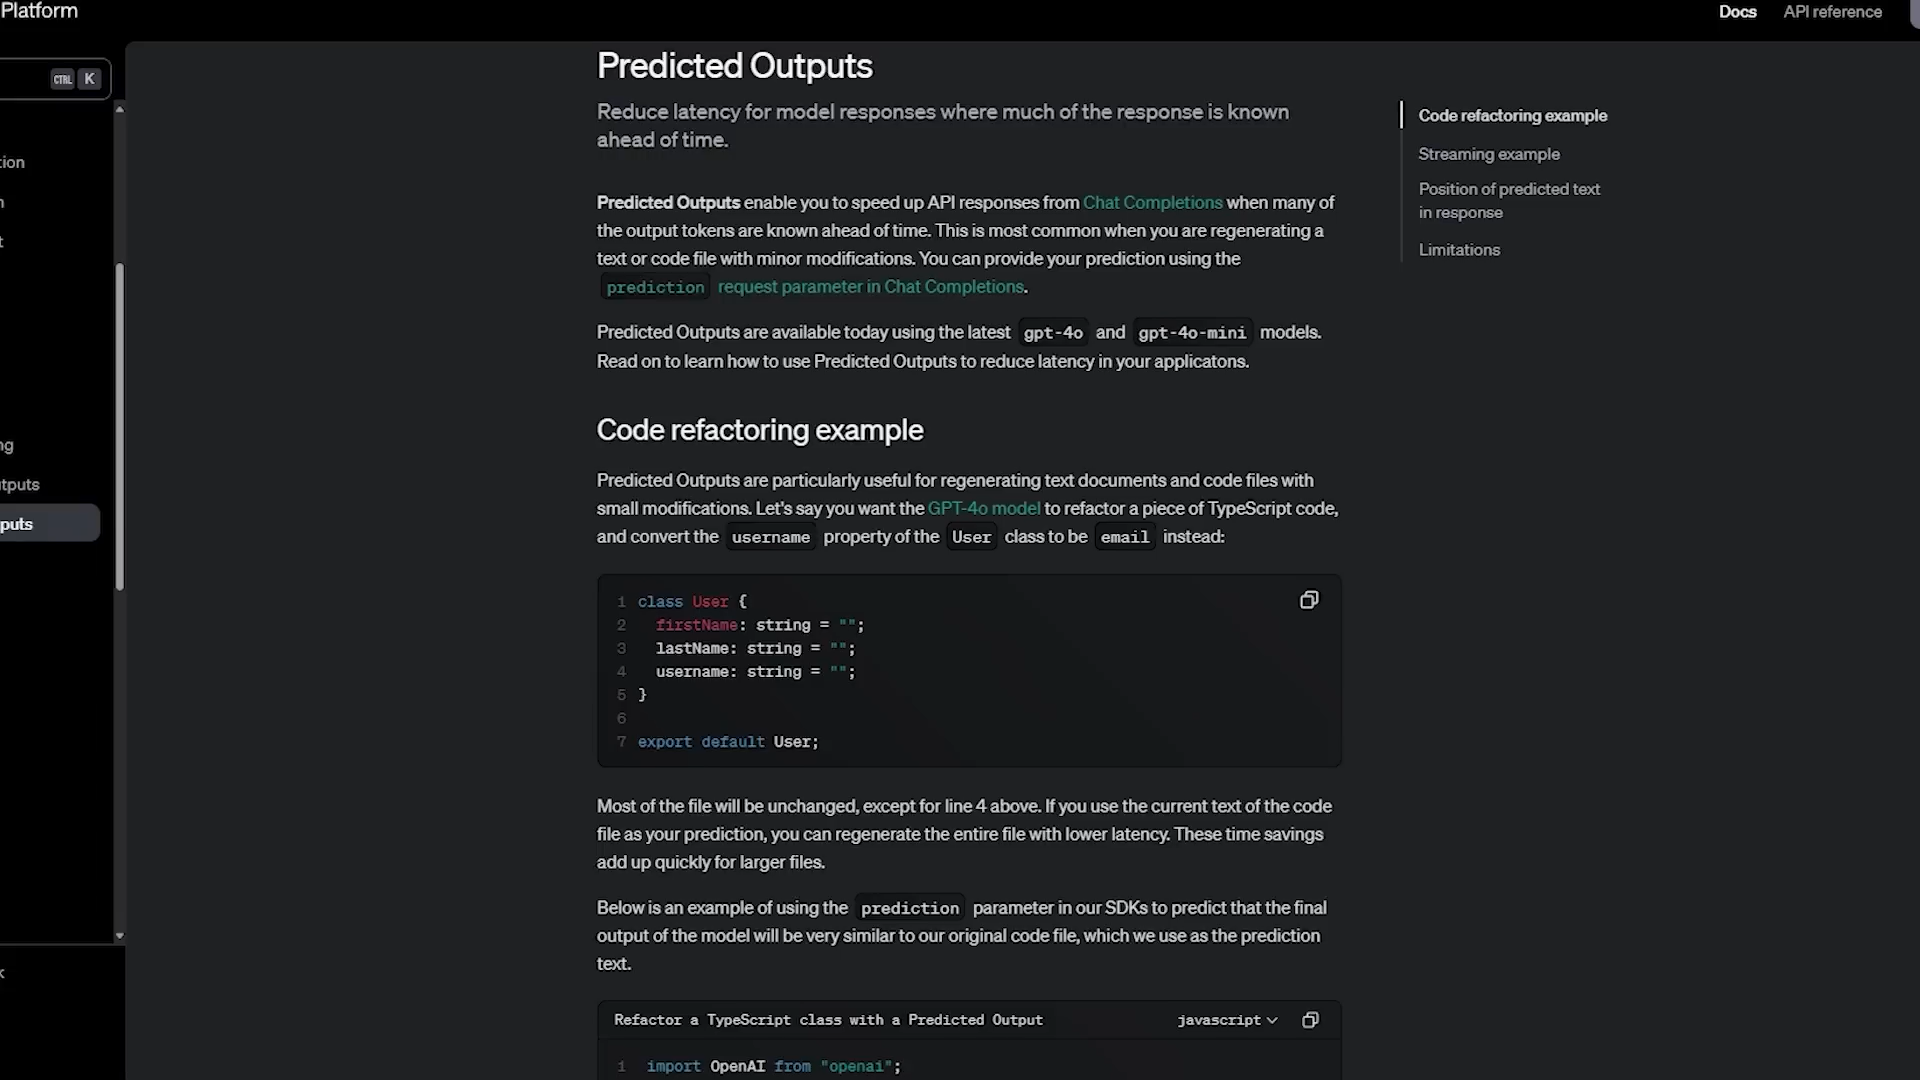 Platform
Docs
API reference
CTRL K
tion
n
t
ng
tputs
puts
k
Predicted Outputs
Reduce latency for model responses where much of the response is known
ahead of time.
Predicted Outputs enable you to speed up API responses from Chat Completions when many of
the output tokens are known ahead of time. This is most common when you are regenerating a
text or code file with minor modifications. You can provide your prediction using the
prediction request parameter in Chat Completions.
Predicted Outputs are available today using the latest gpt-4o and gpt-4o-mini models.
Read on to learn how to use Predicted Outputs to reduce latency in your applicatons.
Code refactoring example
Predicted Outputs are particularly useful for regenerating text documents and code files with
small modifications. Let's say you want the GPT-4o model to refactor a piece of TypeScript code,
and convert the username property of the User class to be email instead:
1 class User {
2 firstName: string = "";
3 lastName: string = "";
4 username: string = "";
5 }
6
7 export default User;
Most of the file will be unchanged, except for line 4 above. If you use the current text of the code
file as your prediction, you can regenerate the entire file with lower latency. These time savings
add up quickly for larger files.
Below is an example of using the prediction parameter in our SDKs to predict that the final
output of the model will be very similar to our original code file, which we use as the prediction
text.
Refactor a TypeScript class with a Predicted Output
javascript
1 import OpenAI from "openai";
Code refactoring example
Streaming example
Position of predicted text
in response
Limitations